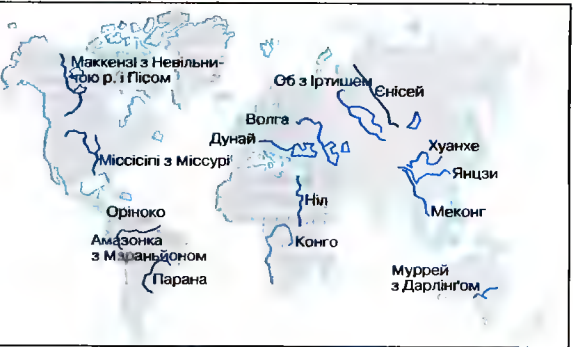 Маккензі з Невільни-
чою р. і Пісом
Об з Іртишем
Єнісей
Волга
Дунай
Хуанхе
Міссісіпі з Міссурі
Янцзи
Ніл
Меконг
Оріноко
Амазонка
з Мараньйоном
Конго
Парана
Муррей
з Дарлінґом